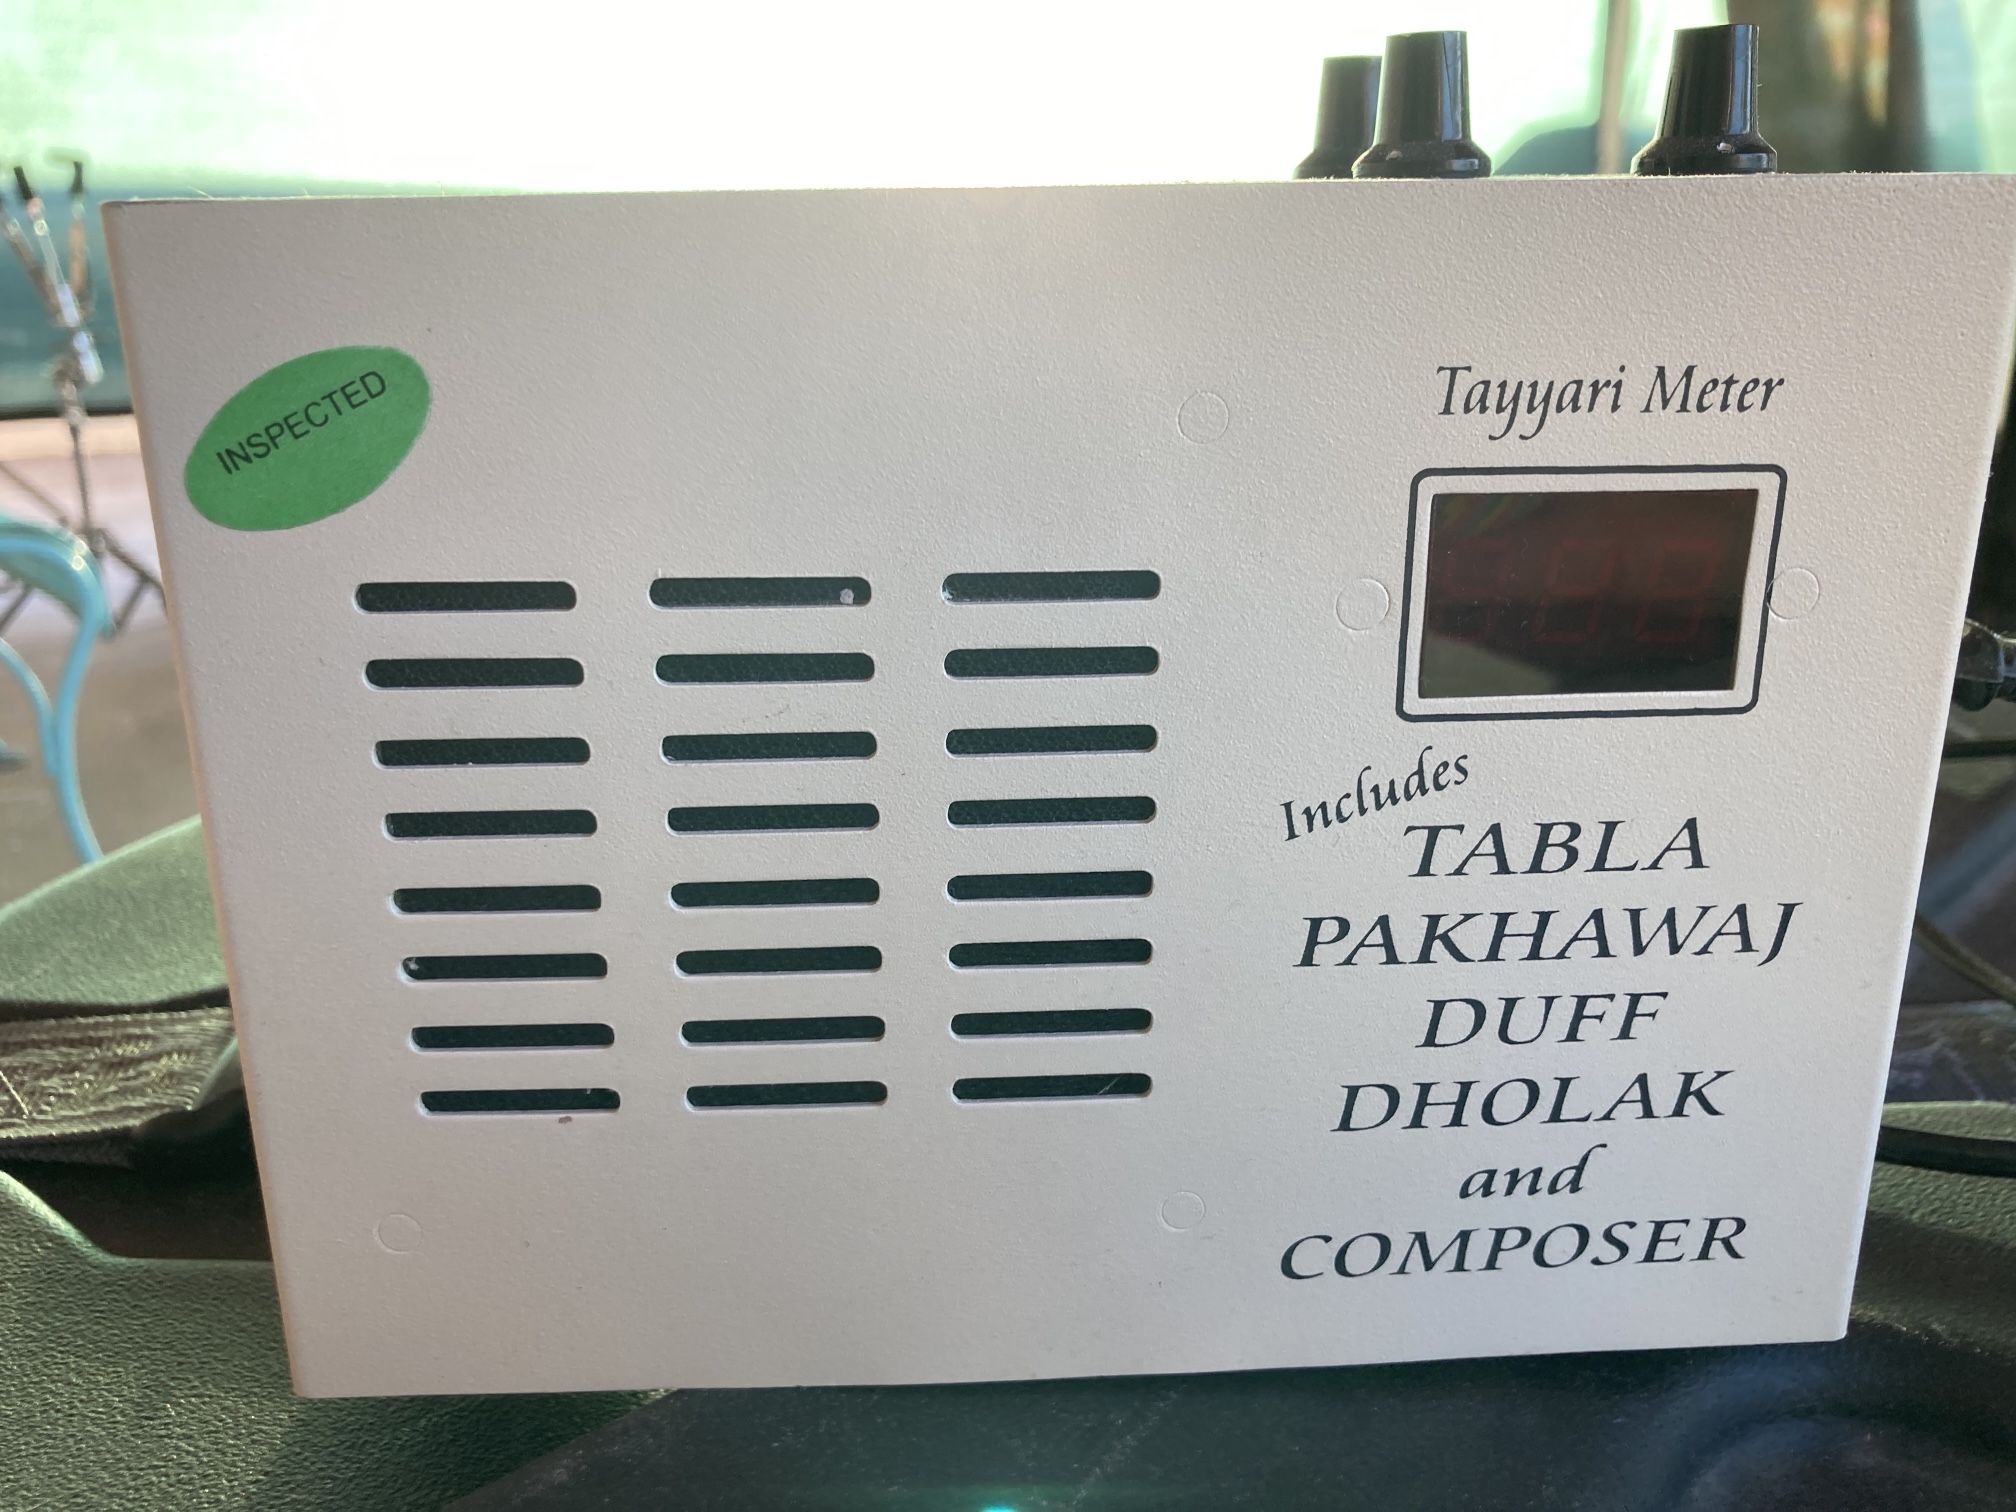 INSPECTED
Tayyari Meter
Includes
TABLA
PAKHAWAJ
DUFF
DHOLAK
and
COMPOSER